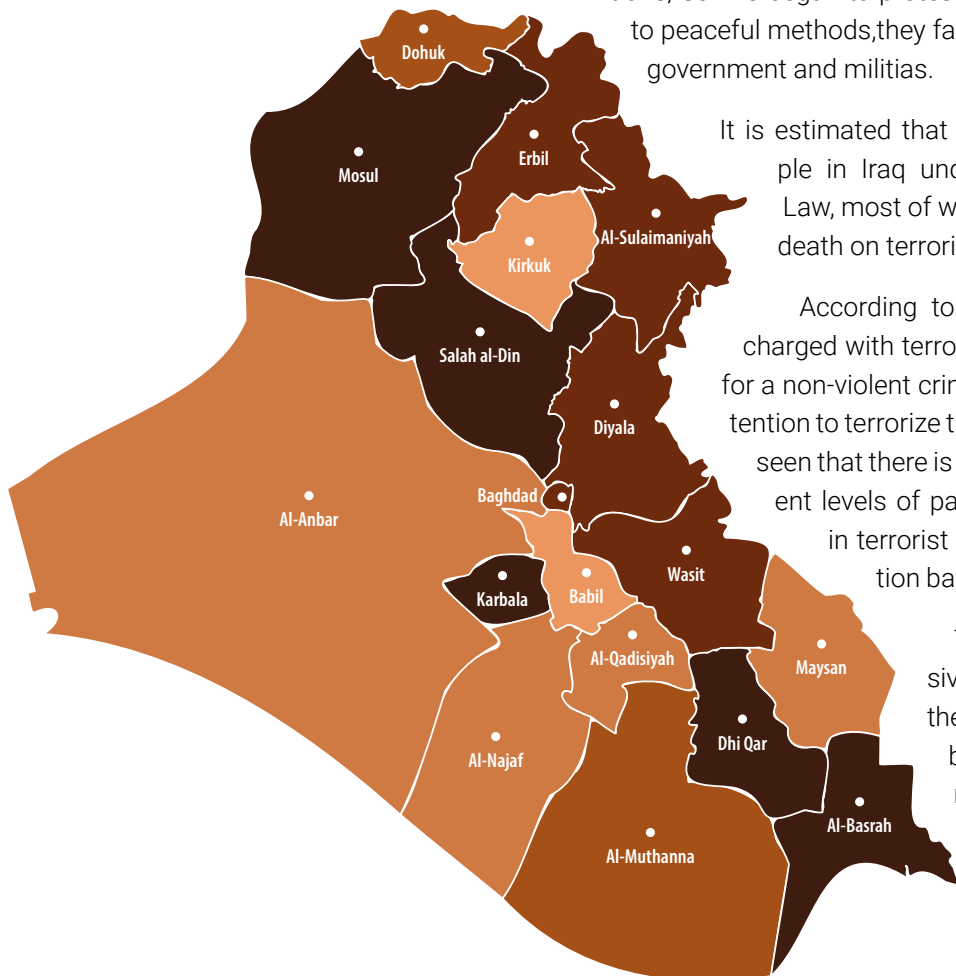 to peaceful methods,they fa
government and militias.
It is estimated that
ple in Iraq und
Law, most of w
death on terrori
According to
charged with terro
for a non-violent crin
tention to terrorize t
seen that there is
ent levels of pa
in terrorist
tion ba
siv
the
b
Dohuk
Mosul
Erbil
Al-Sulaimaniyah
Kirkuk
Salah al-Din
Diyala
Baghdad
Al-Anbar
Wasit
Karbala
Babil
Al-Qadisiyah
Maysan
Al-Najaf
Dhi Qar
Al-Basrah
Al-Muthanna